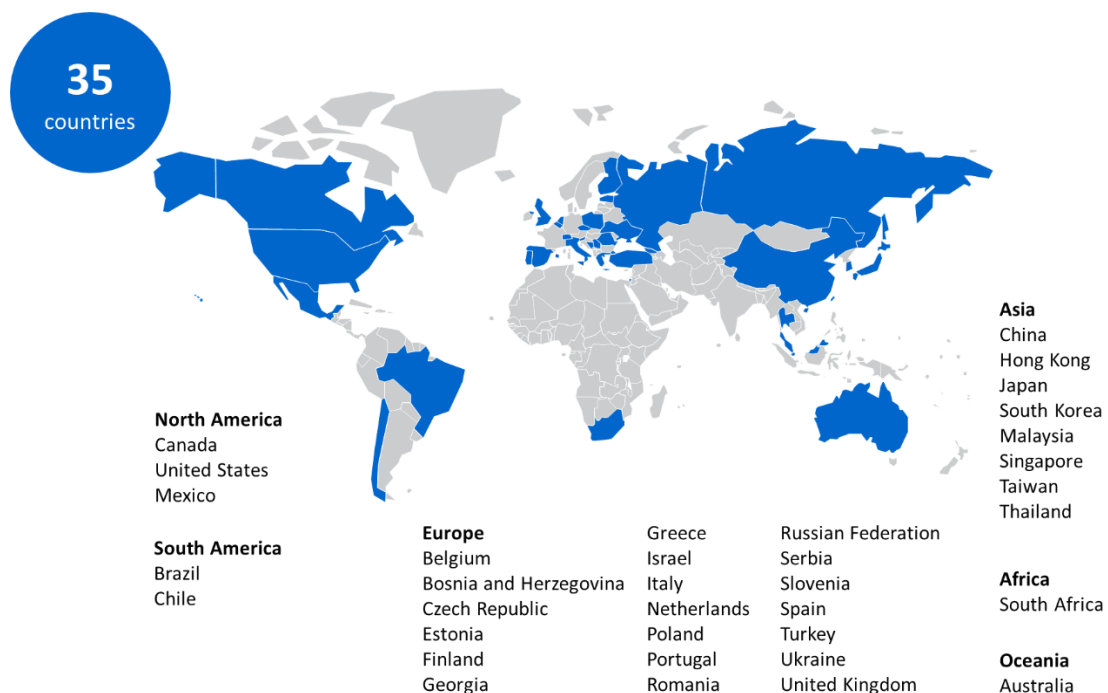 35
countries
North America
Canada
United States
Mexico
South America
Brazil
Chile
Europe
Belgium
Bosnia and Herzegovina
Czech Republic
Estonia
Finland
Georgia
Greece
Israel
Italy
Netherlands
Poland
Portugal
Romania
Russian Federation
Serbia
Slovenia
Spain
Turkey
Ukraine
United Kingdom
Asia
China
Hong Kong
Japan
South Korea
Malaysia
Singapore
Taiwan
Thailand
Africa
South Africa
Oceania
Australia